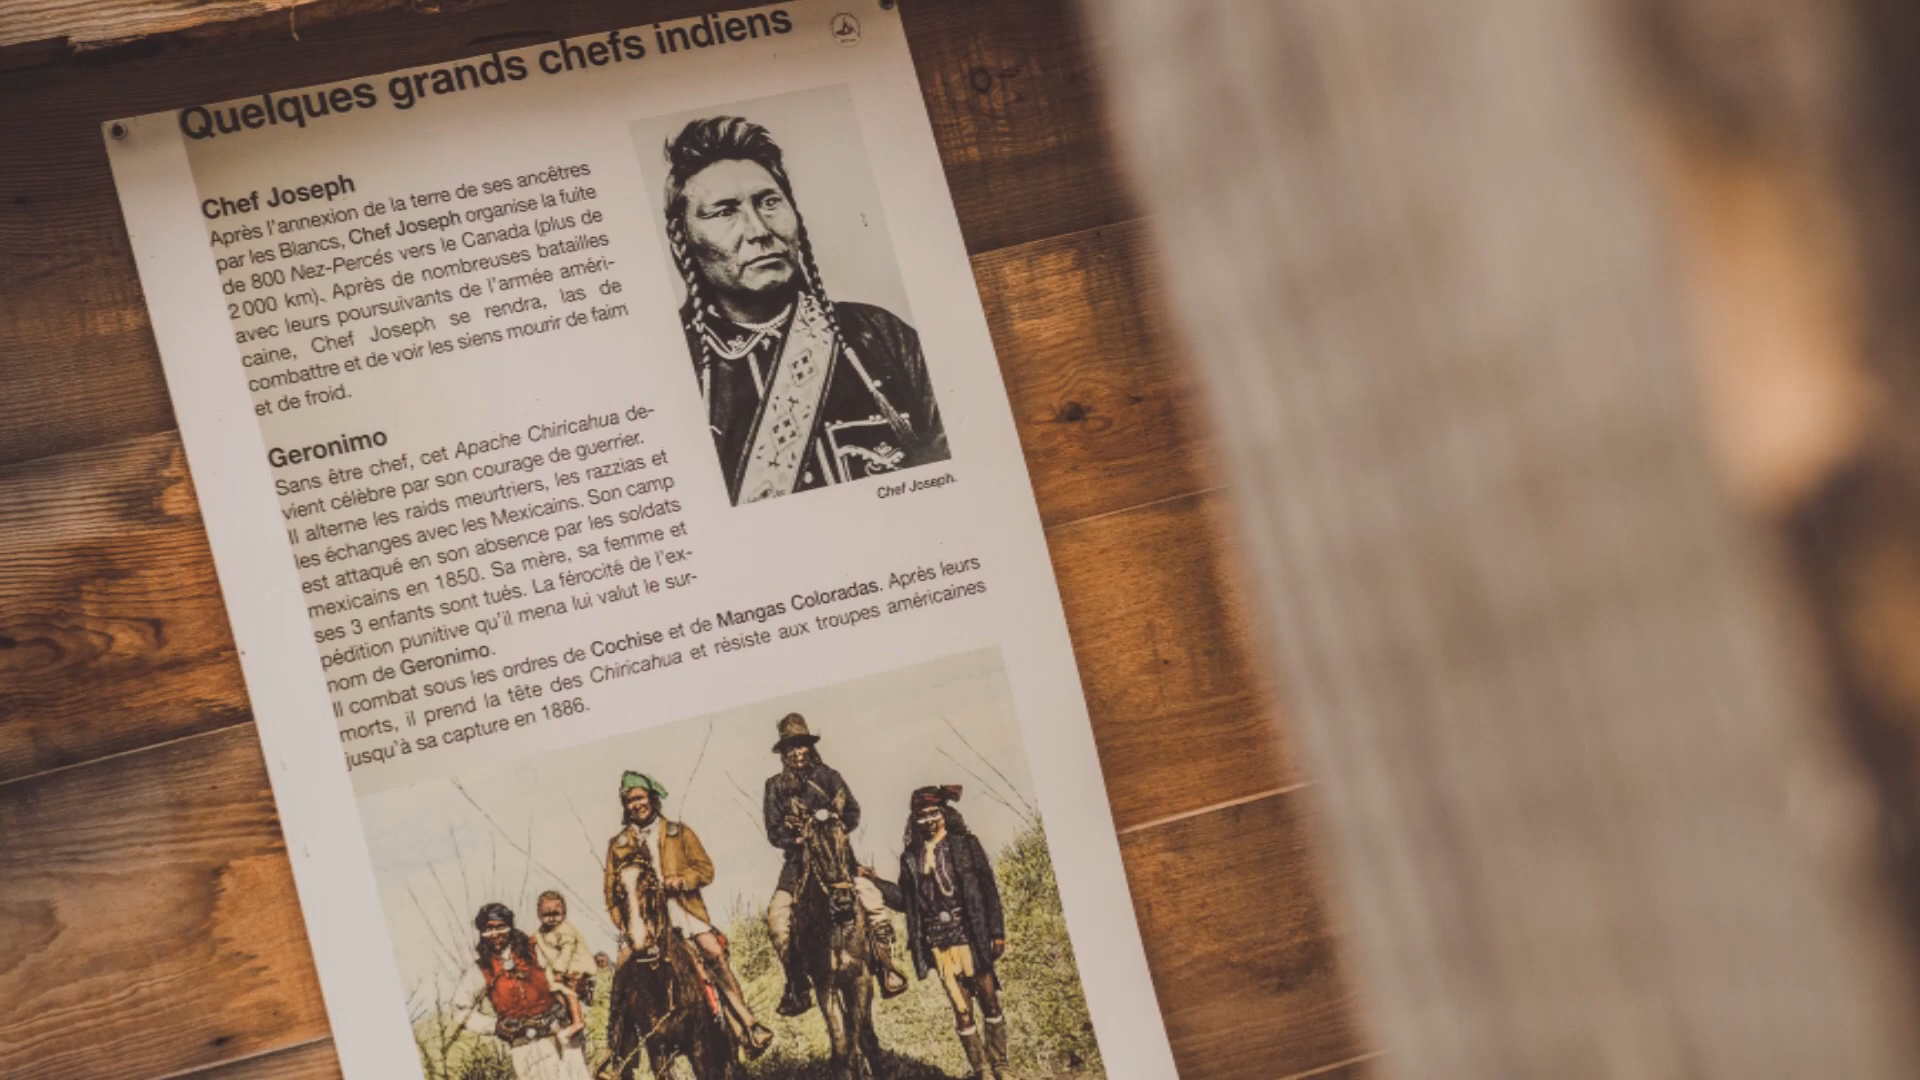 Quelques grands chefs indiens
Chef Joseph
Après l'annexion de la terre de ses ancêtres
par les Blancs, Chef Joseph organise la fuite
de 800 Nez-Percés vers le Canada (plus de
2 000 km). Après de nombreuses batailles
avec leurs poursuivants de l'armée améri-
caine, Chef Joseph se rendra, las de
combattre et de voir les siens mourir de faim
et de froid.
Chef Joseph.
Geronimo
Sans être chef, cet Apache Chiricahua de-
vient célèbre par son courage de guerrier.
Il alterne les raids meurtriers, les razzias et
les échanges avec les Mexicains. Son camp
est attaqué en son absence par les soldats
mexicains en 1850. Sa mère, sa femme et
ses 3 enfants sont tués. La férocité de l'ex-
pédition punitive qu'il mena lui valut le sur-
nom de Geronimo.
Il combat sous les ordres de Cochise et de Mangas Coloradas. Après leurs
morts, il prend la tête des Chiricahua et résiste aux troupes américaines
jusqu'à sa capture en 1886.